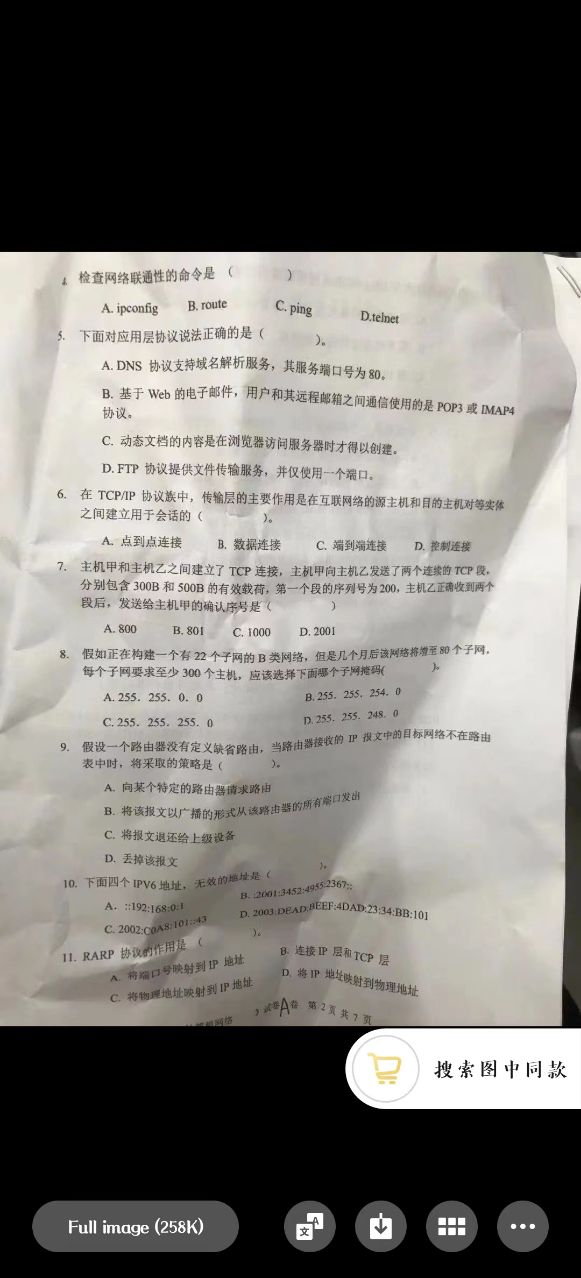 4. 检查网络联通性的命令是 （ ）
A. ipconfig B. route C. ping D.telnet
5. 下面对应用层协议说法正确的是（ ）。
A. DNS 协议支持域名解析服务，其服务端口号为 80。
B. 基于 Web 的电子邮件，用户和其远程邮箱之间通信使用的是 POP3 或 IMAP4
协议。
C. 动态文档的内容是在浏览器访问服务器时才得以创建。
D. FTP 协议提供文件传输服务，并仅使用一个端口。
6. 在 TCP/IP 协议族中，传输层的主要作用是在互联网络的源主机和目的主机对等实体
之间建立用于会话的（ ）。
A. 点到点连接 B. 数据连接 C. 端到端连接 D. 控制连接
7. 主机甲和主机乙之间建立了 TCP 连接，主机甲向主机乙发送了两个连续的 TCP 段，
分别包含 300B 和 500B 的有效载荷，第一个段的序列号为 200，主机乙正确收到两个
段后，发送给主机甲的确认序号是（ ）
A. 800 B. 801 C. 1000 D. 2001
8. 假如正在构建一个有 22 个子网的 B 类网络，但是几个月后该网络将增至 80 个子网，
每个子网要求至少 300 个主机，应该选择下面哪个子网掩码( )。
A. 255．255．0．0 B. 255．255．254．0
C. 255．255．255．0 D. 255．255．248．0
9. 假设一个路由器没有定义缺省路由，当路由器接收的 IP 报文中的目标网络不在路由
表中时，将采取的策略是（ ）。
A. 向某个特定的路由器请求路由
B. 将该报文以广播的形式从该路由器的所有端口发出
C. 将报文退还给上级设备
D. 丢掉该报文
10. 下面四个 IPV6 地址，无效的地址是（ ）。
A. ::192:168:0:1 B. :2001:3452:4955:2367::
C. 2002:C0A8:101::43 D. 2003:DEAD:BEEF:4DAD:23:34:BB:101
11. RARP 协议的作用是 （ ）。
A. 将端口号映射到 IP 地址 B. 连接 IP 层和 TCP 层
C. 将物理地址映射到 IP 地址 D. 将 IP 地址映射到物理地址
试卷 A 卷 第 2 页 共 7 页
搜索图中同款
Full image (258K)